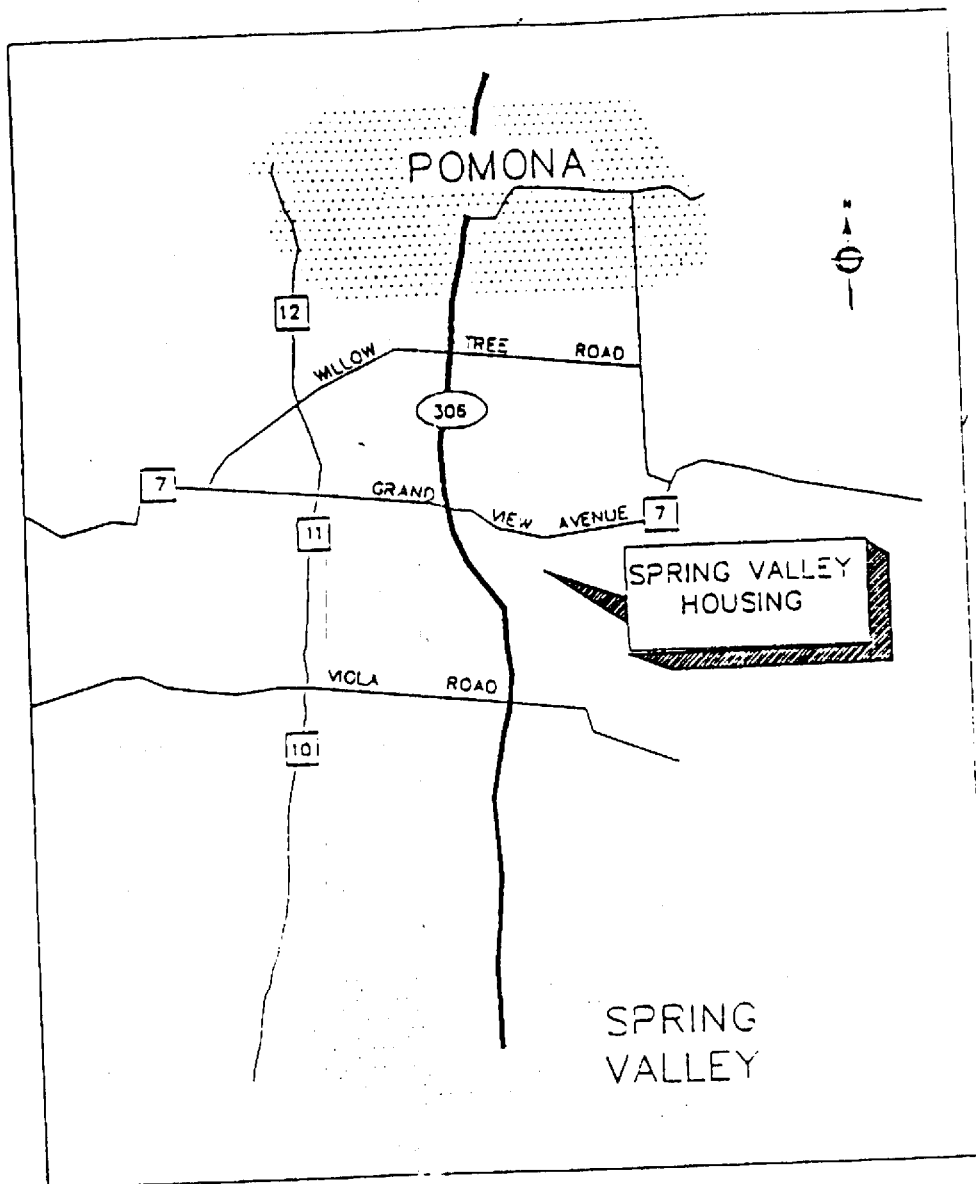 POMONA
N
12
WILLOW TREE ROAD
306
7
GRAND VIEW AVENUE
7
11
SPRING VALLEY
HOUSING
VIOLA ROAD
10
SPRING
VALLEY